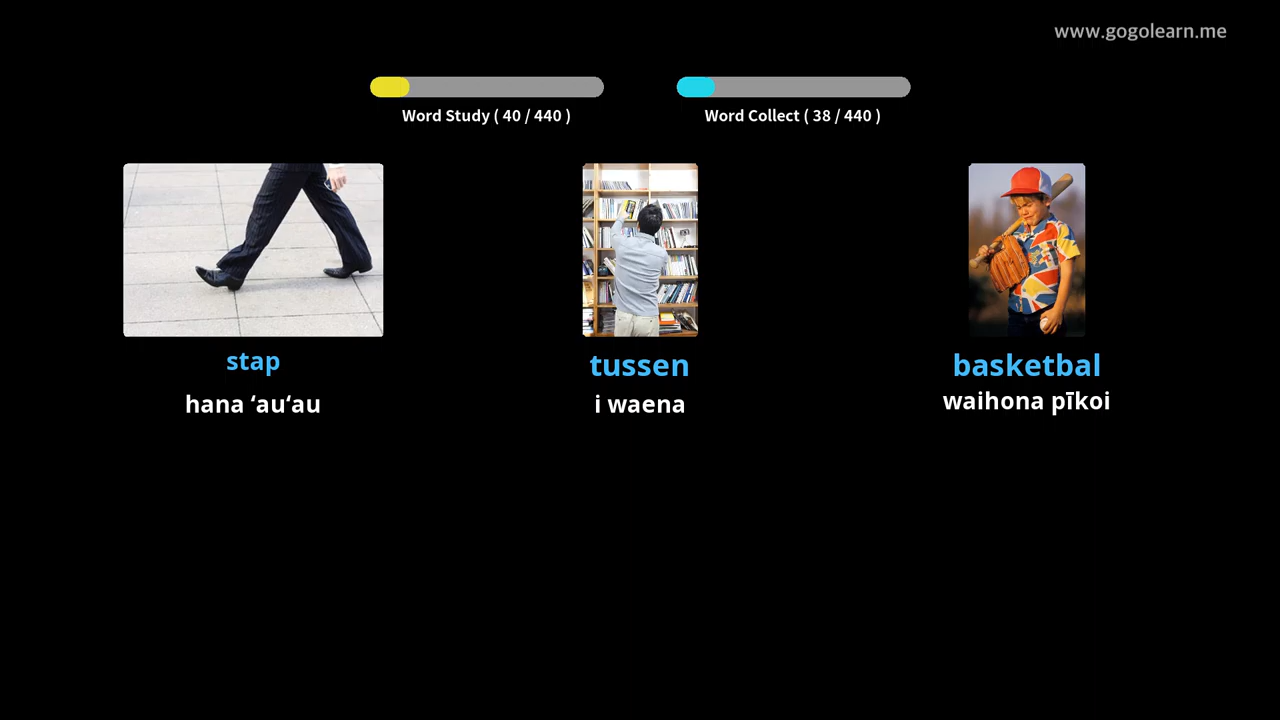 www.gogolearn.me
Word Study ( 40 / 440 )
Word Collect ( 38 / 440 )
stap
hana ʻauʻau
tussen
i waena
basketbal
waihona pīkoi